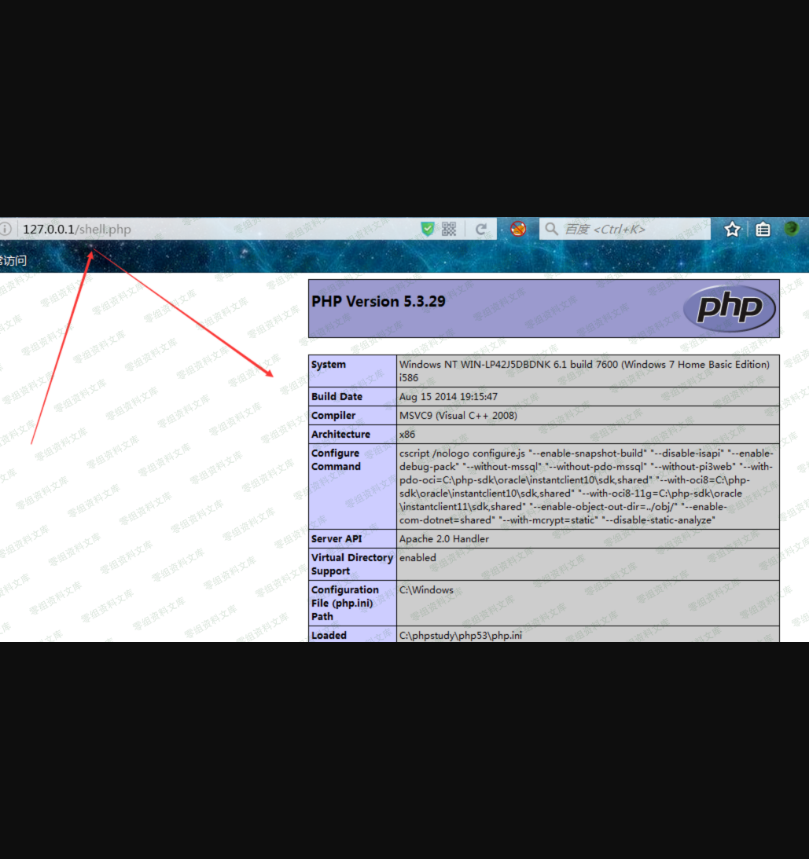 127.0.0.1/shell.php
百度 <Ctrl+K>
常访问
PHP Version 5.3.29
php
System
Windows NT WIN-LP42J5DBDNK 6.1 build 7600 (Windows 7 Home Basic Edition)
i586
Build Date
Aug 15 2014 19:15:47
Compiler
MSVC9 (Visual C++ 2008)
Architecture
x86
Configure
Command
cscript /nologo configure.js "--enable-snapshot-build" "--disable-isapi" "--enable-
debug-pack" "--without-mssql" "--without-pdo-mssql" "--without-pi3web" "--with-
pdo-oci=C:\php-sdk\oracle\instantclient10\sdk,shared" "--with-oci8=C:\php-
sdk\oracle\instantclient10\sdk,shared" "--with-oci8-11g=C:\php-sdk\oracle
\instantclient11\sdk,shared" "--enable-object-out-dir=../obj/" "--enable-
com-dotnet=shared" "--with-mcrypt=static" "--disable-static-analyze"
Server API
Apache 2.0 Handler
Virtual Directory
Support
enabled
Configuration
File (php.ini)
Path
C:\Windows
Loaded
C:\phpstudy\php53\php.ini
零组资料文库